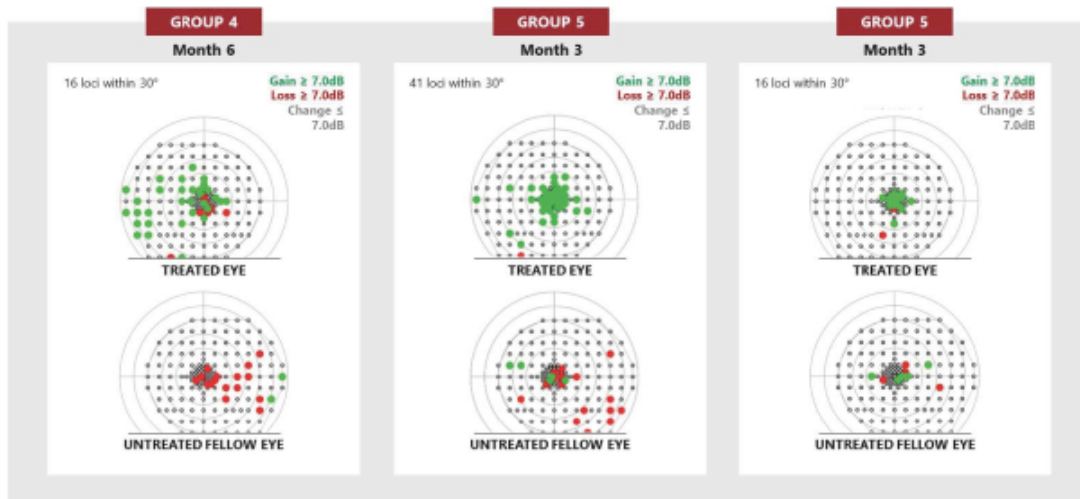 GROUP 4
Month 6
16 loci within 30°
Gain ≥ 7.0dB
Loss ≥ 7.0dB
Change ≤
7.0dB
TREATED EYE
UNTREATED FELLOW EYE
GROUP 5
Month 3
41 loci within 30°
Gain ≥ 7.0dB
Loss ≥ 7.0dB
Change ≤
7.0dB
TREATED EYE
UNTREATED FELLOW EYE
GROUP 5
Month 3
16 loci within 30°
Gain ≥ 7.0dB
Loss ≥ 7.0dB
Change ≤
7.0dB
TREATED EYE
UNTREATED FELLOW EYE